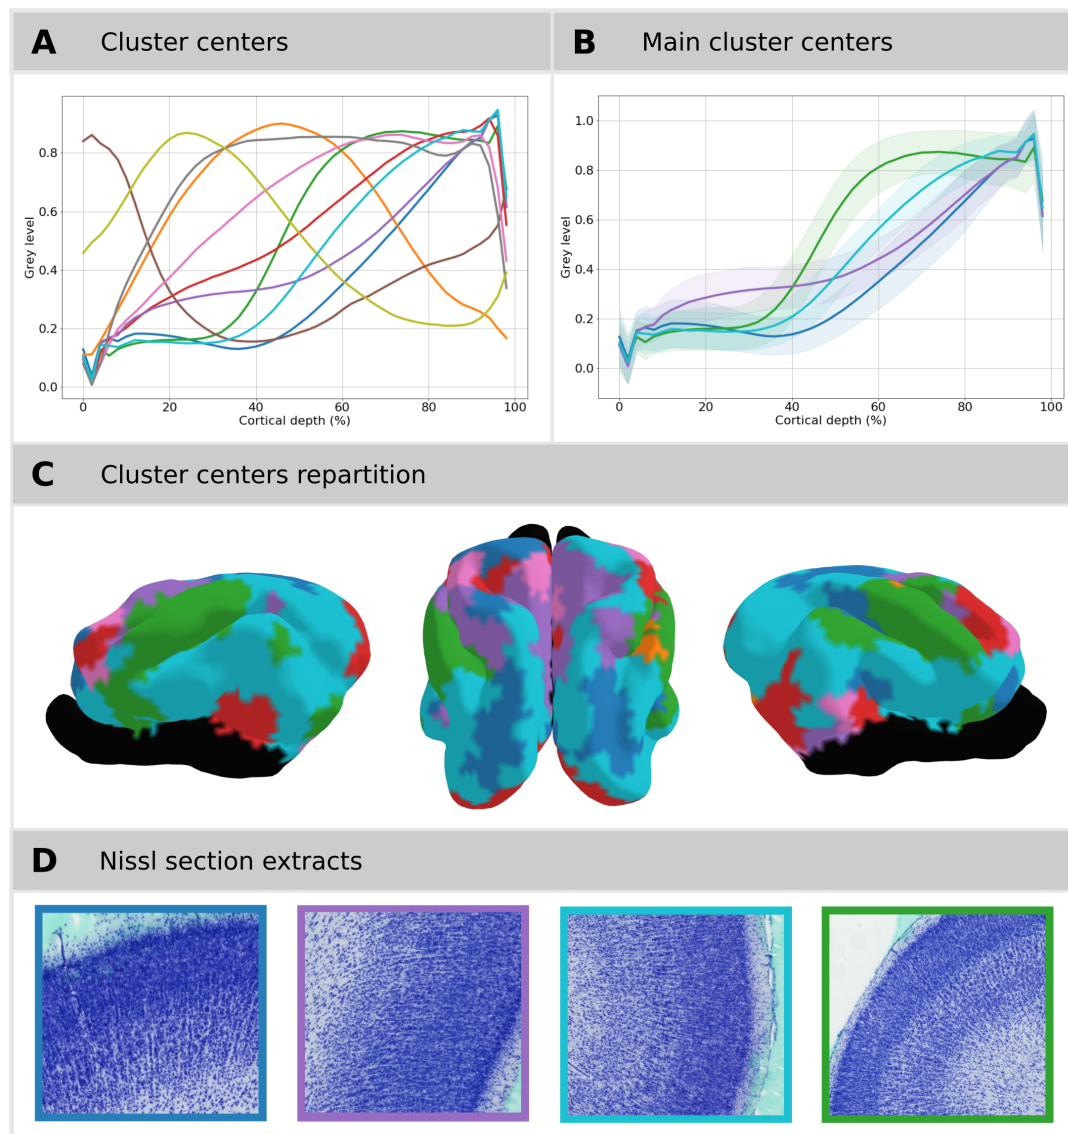 A Cluster centers
B Main cluster centers
0.8
0.6
0.4
0.2
0.0
Grey level
0 20 40 60 80 100
Cortical depth (%)
1.0
0.8
0.6
0.4
0.2
0.0
Grey level
0 20 40 60 80 100
Cortical depth (%)
C Cluster centers repartition
D Nissl section extracts